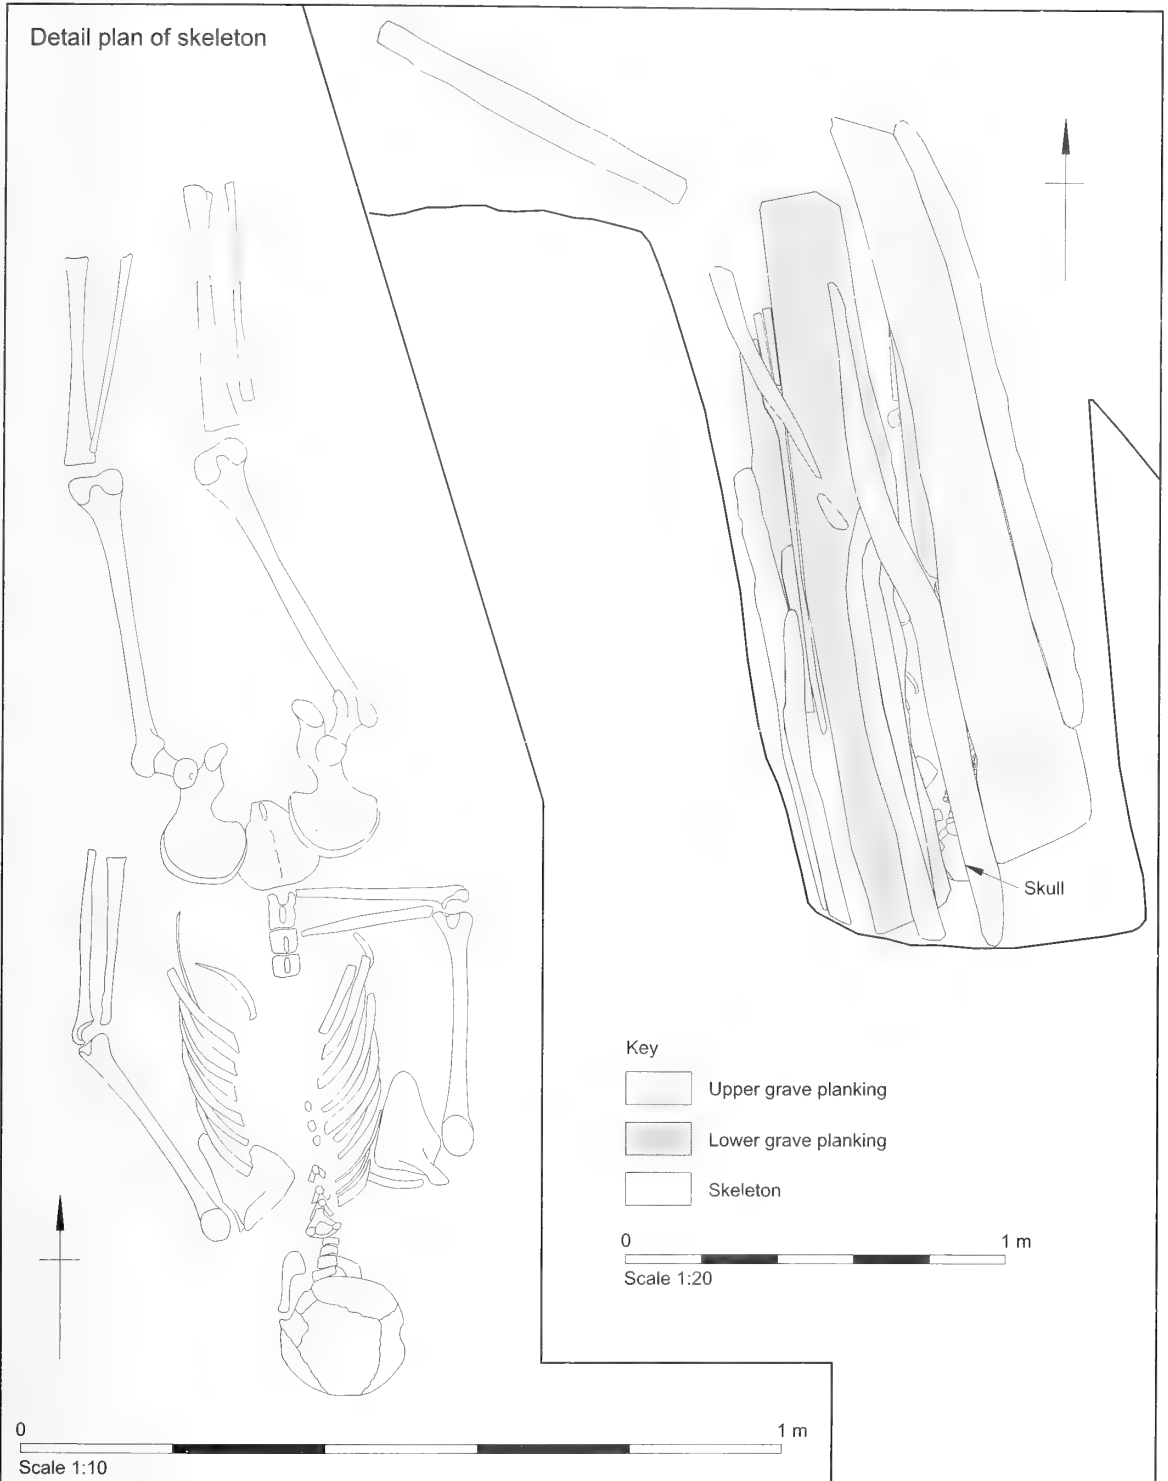 Detail plan of skeleton
Skull
Key
Upper grave planking
Lower grave planking
Skeleton
0 1 m
Scale 1:20
0 1 m
Scale 1:10